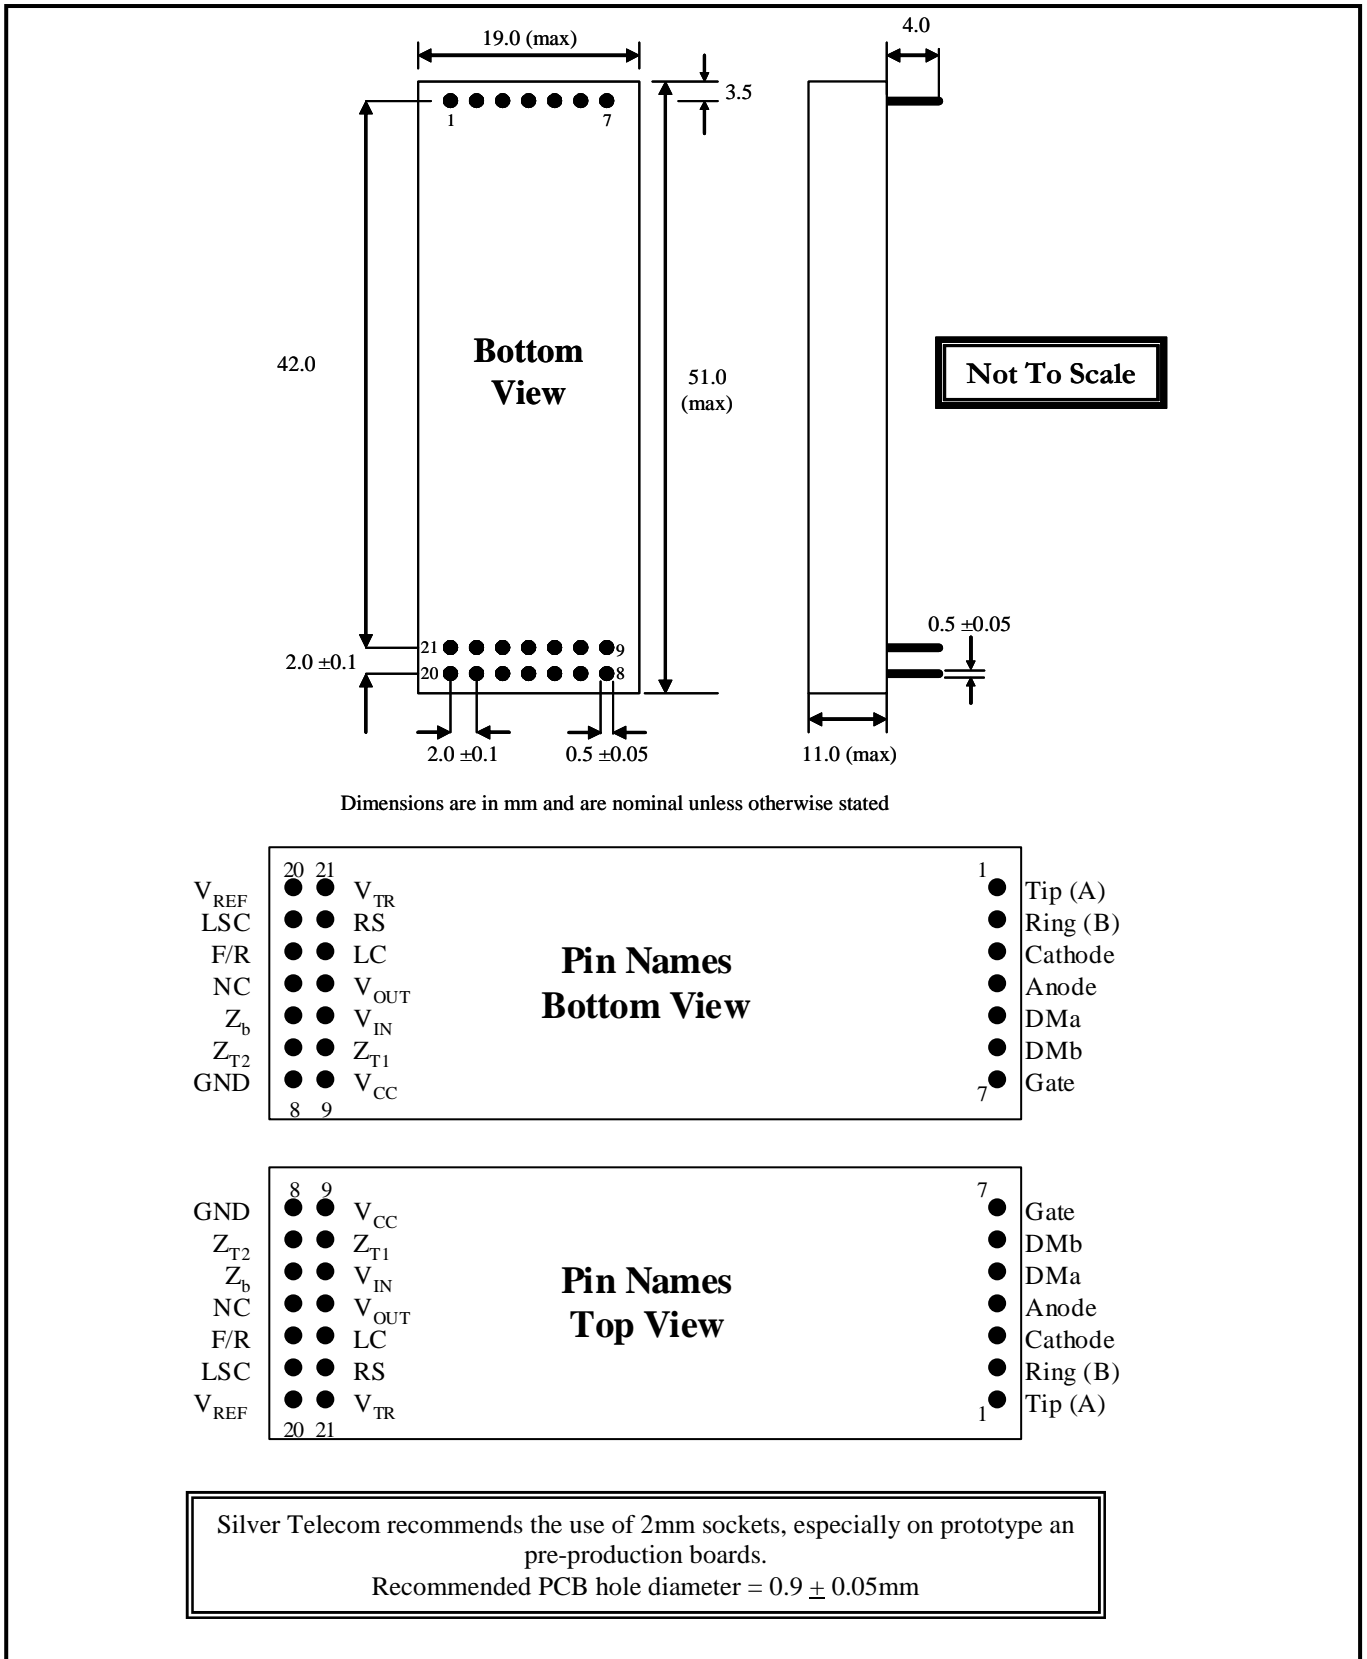 19.0 (max)
4.0
3.5
1
7
42.0
Bottom
View
51.0
(max)
Not To Scale
21
9
20
8
2.0 ±0.1
0.5 ±0.05
2.0 ±0.1
0.5 ±0.05
11.0 (max)
Dimensions are in mm and are nominal unless otherwise stated
20 21
1
VREF
VTR
Tip (A)
LSC
RS
Ring (B)
F/R
LC
Cathode
Pin Names
Bottom View
NC
VOUT
Anode
Zb
VIN
DMa
ZT2
ZT1
DMb
GND
VCC
Gate
7
8 9
8 9
7
GND
VCC
Gate
ZT2
ZT1
DMb
Zb
VIN
DMa
Pin Names
Top View
NC
VOUT
Anode
F/R
LC
Cathode
LSC
RS
Ring (B)
VREF
VTR
Tip (A)
1
20 21
Silver Telecom recommends the use of 2mm sockets, especially on prototype an
pre-production boards.
Recommended PCB hole diameter = 0.9 ± 0.05mm